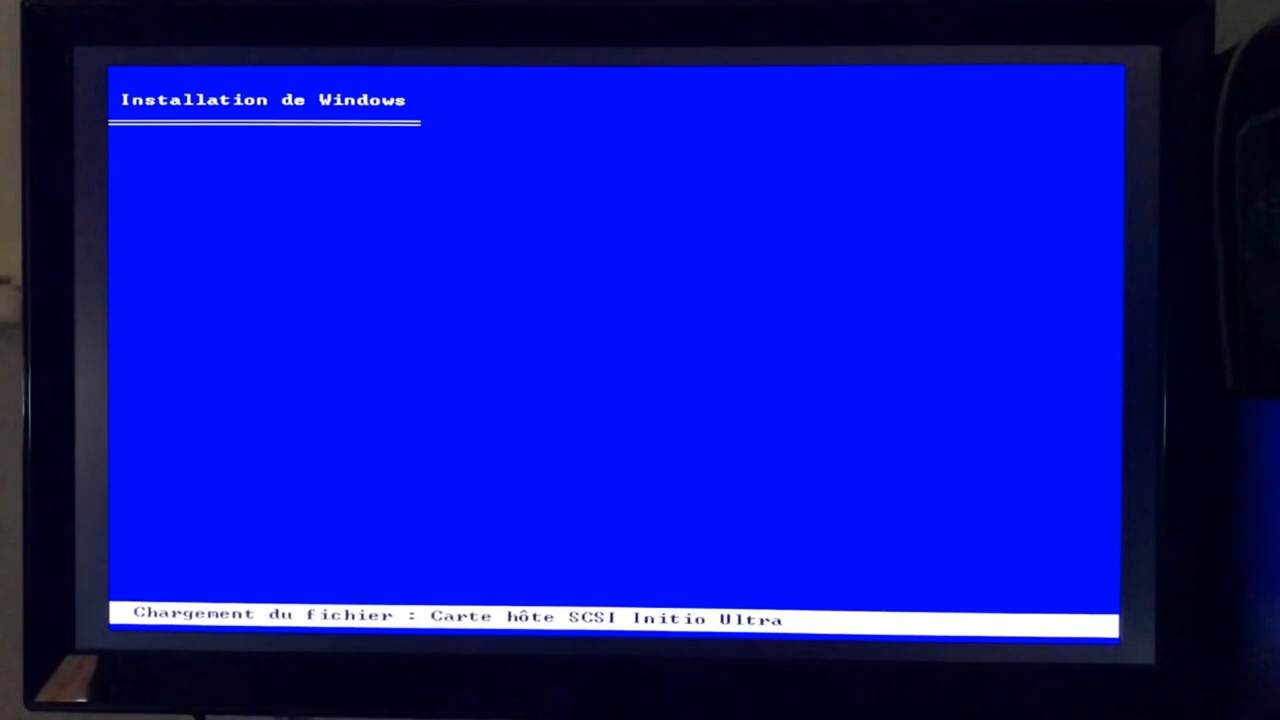 Installation de Windows
Chargement du fichier : Carte hôte SCSI Initio Ultra